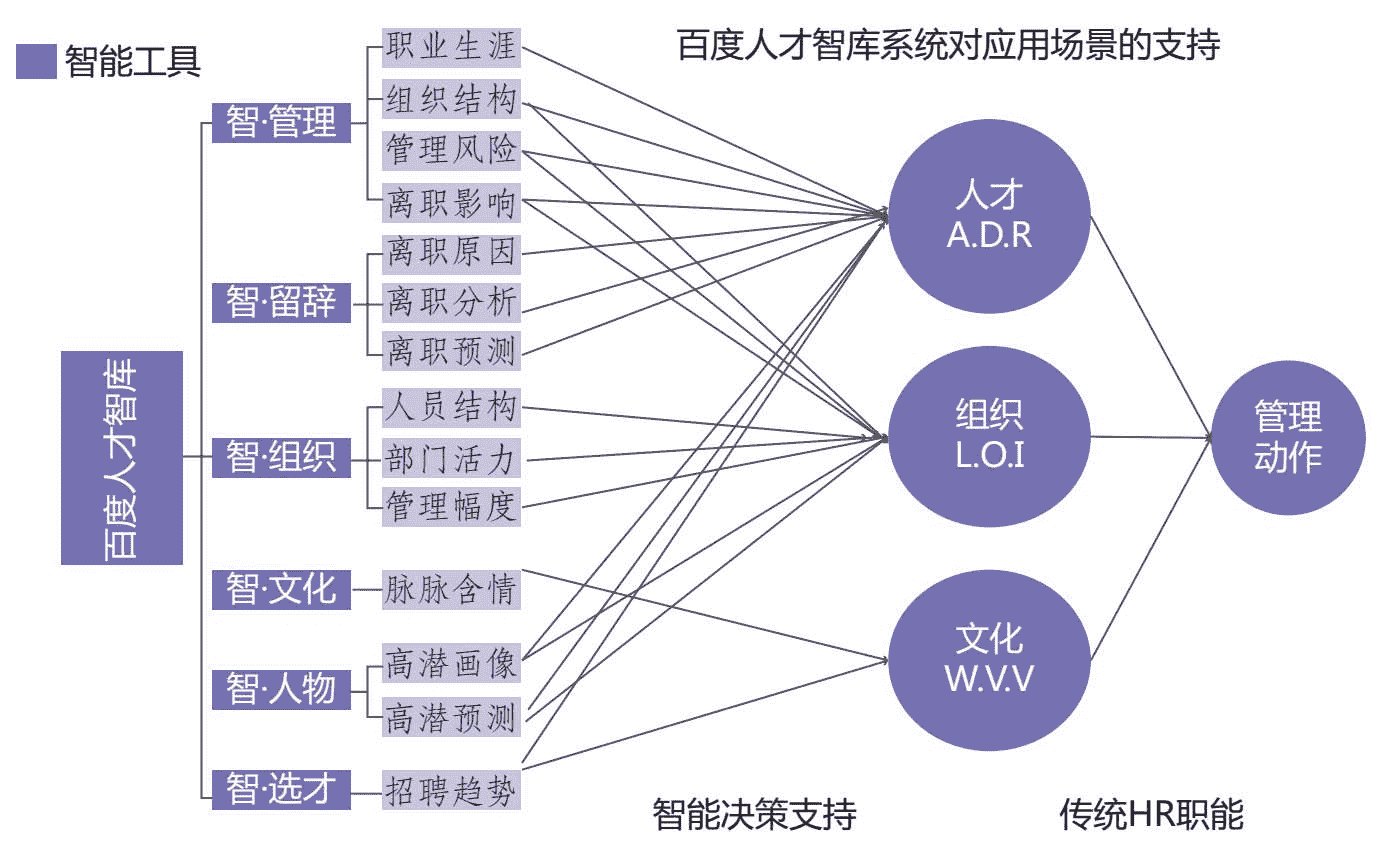 百度人才智库系统对应用场景的支持
智能工具
百度人才智库
智·管理
职业生涯
组织结构
管理风险
离职影响
智·留辞
离职原因
离职分析
离职预测
智·组织
人员结构
部门活力
管理幅度
智·文化
脉脉含情
智·人物
高潜画像
高潜预测
智·选才
招聘趋势
人才
A.D.R
组织
L.O.I
文化
W.V.V
管理
动作
智能决策支持
传统HR职能